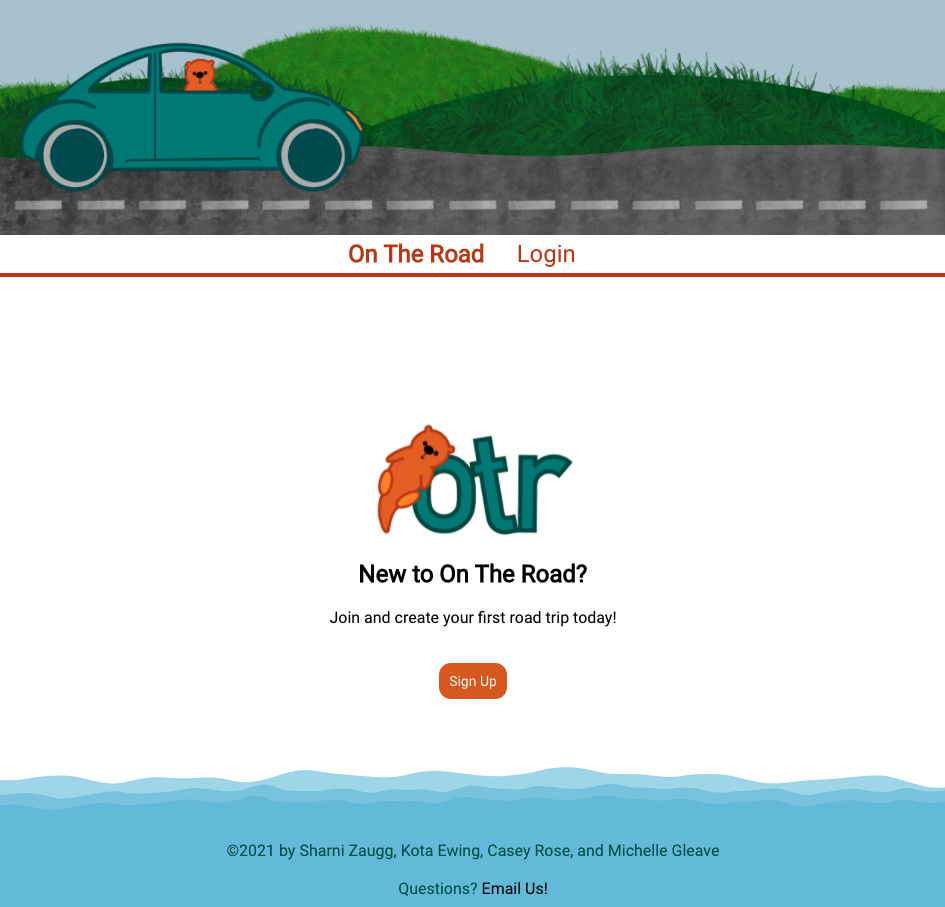 On The Road Login
otr
New to On The Road?
Join and create your first road trip today!
Sign Up
©2021 by Sharni Zaugg, Kota Ewing, Casey Rose, and Michelle Gleave
Questions? Email Us!